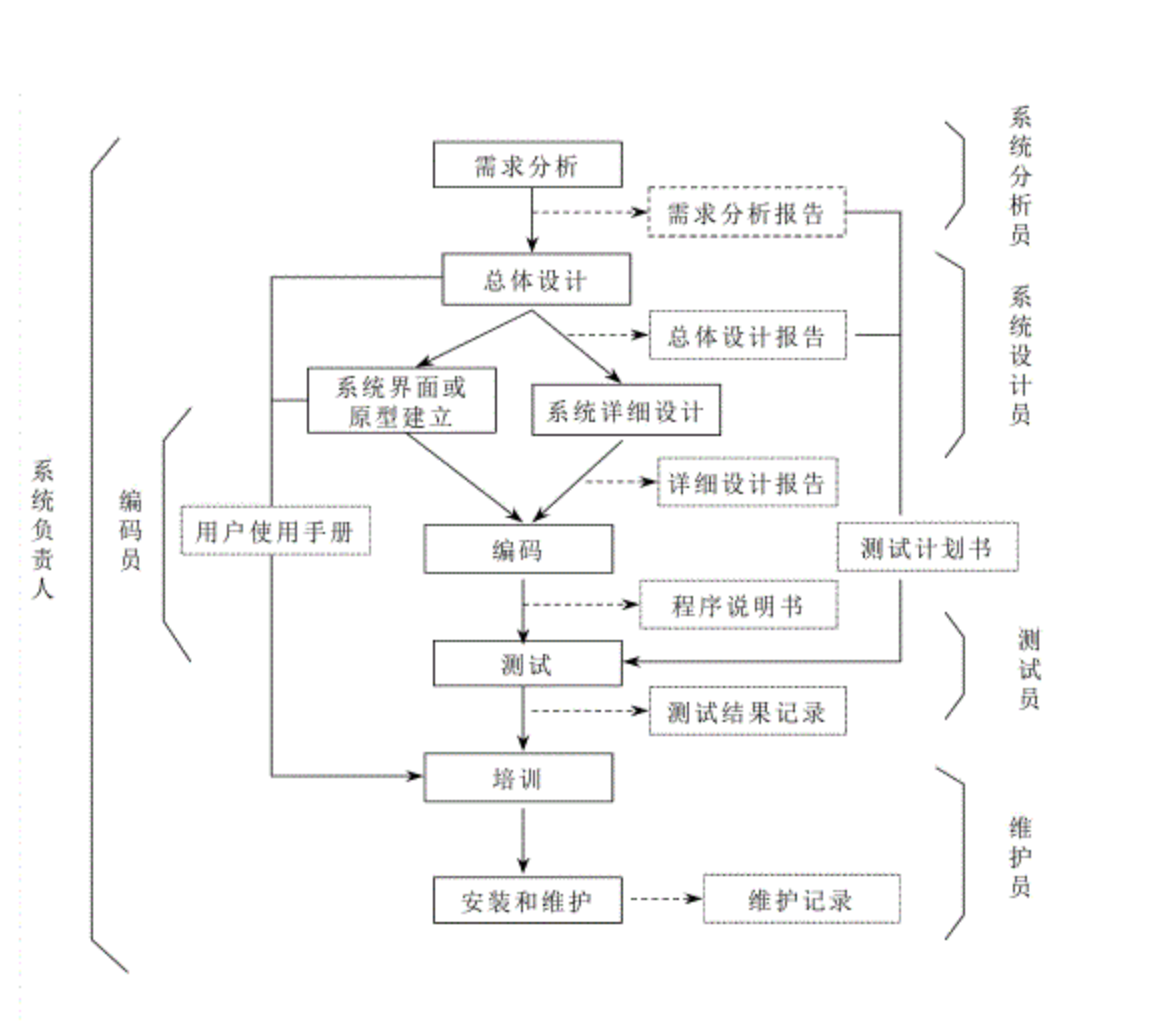 系统分析员
需求分析
需求分析报告
总体设计
系统设计员
总体设计报告
系统界面或
原型建立
系统详细设计
系统负责人
编码员
详细设计报告
用户使用手册
编码
测试计划书
程序说明书
测试
测试员
测试结果记录
培训
维护员
安装和维护
维护记录